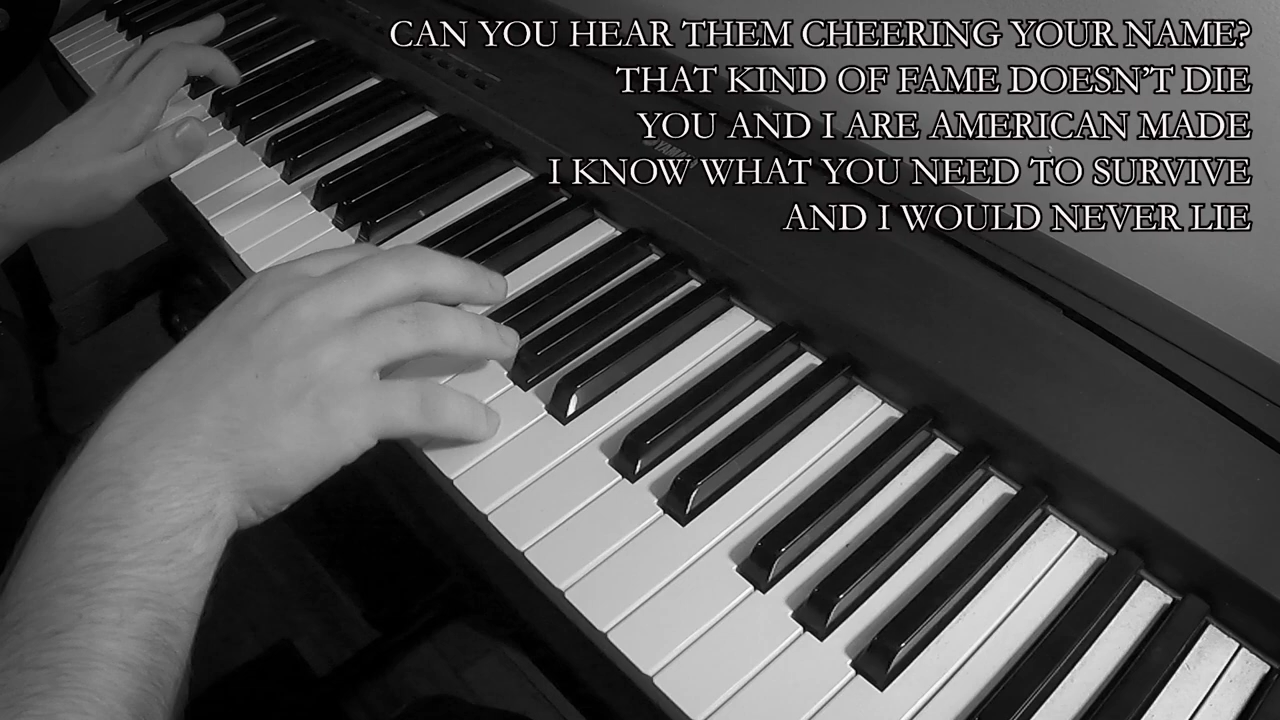 CAN YOU HEAR THEM CHEERING YOUR NAME?
THAT KIND OF FAME DOESN'T DIE
YOU AND I ARE AMERICAN MADE
YAMAHA
I KNOW WHAT YOU NEED TO SURVIVE
AND I WOULD NEVER LIE